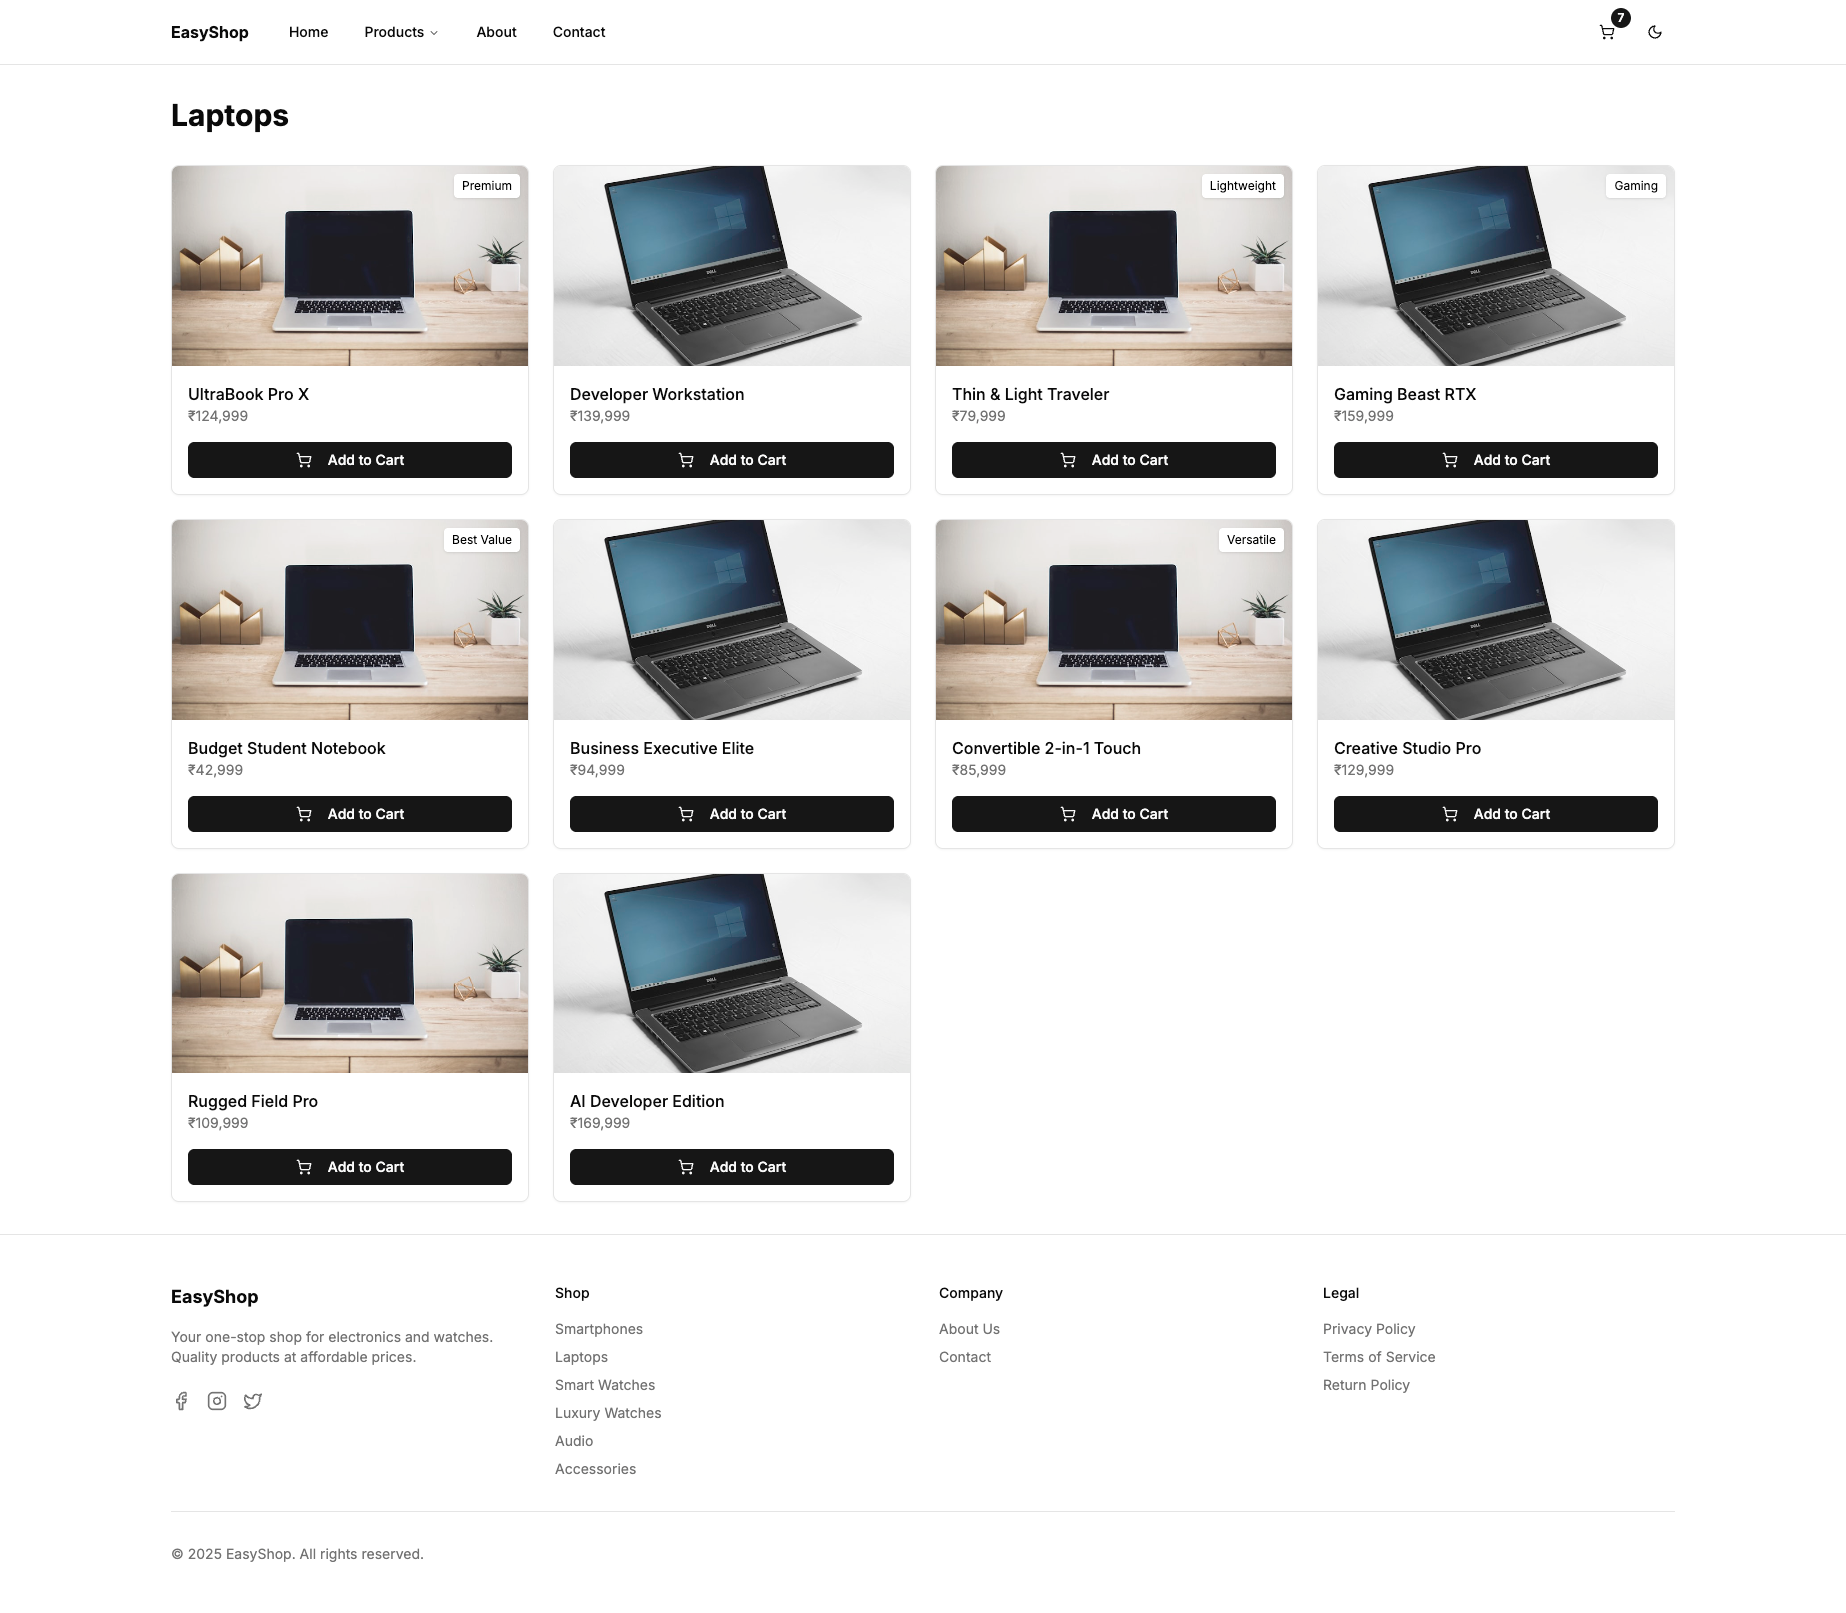 EasyShop
Home
Products
About
Contact
7
Laptops
Premium
Lightweight
Gaming
UltraBook Pro X
₹124,999
Add to Cart
DELL
Developer Workstation
₹139,999
Add to Cart
Thin & Light Traveler
₹79,999
Add to Cart
DELL
Gaming Beast RTX
₹159,999
Add to Cart
Best Value
Versatile
Budget Student Notebook
₹42,999
Add to Cart
DELL
Business Executive Elite
₹94,999
Add to Cart
Convertible 2-in-1 Touch
₹85,999
Add to Cart
DELL
Creative Studio Pro
₹129,999
Add to Cart
Rugged Field Pro
₹109,999
Add to Cart
DELL
AI Developer Edition
₹169,999
Add to Cart
EasyShop
Your one-stop shop for electronics and watches.
Quality products at affordable prices.
Shop
Smartphones
Laptops
Smart Watches
Luxury Watches
Audio
Accessories
Company
About Us
Contact
Legal
Privacy Policy
Terms of Service
Return Policy
© 2025 EasyShop. All rights reserved.